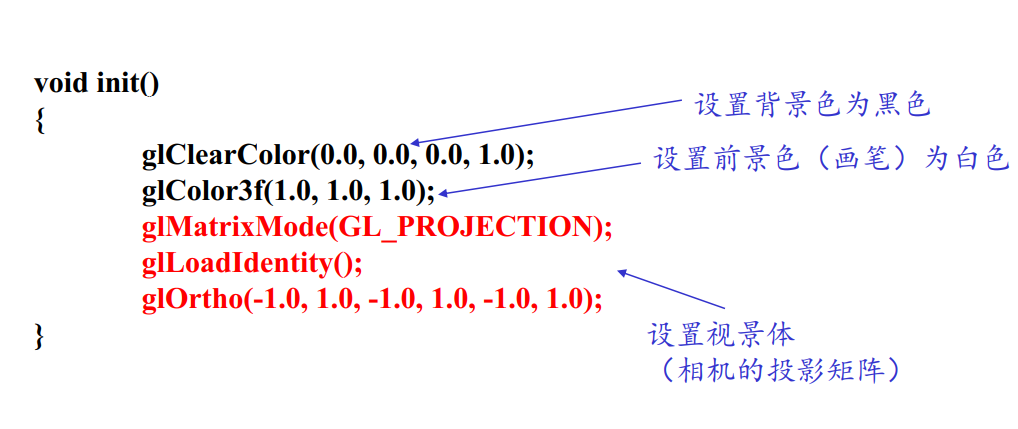 void init()
{
glClearColor(0.0, 0.0, 0.0, 1.0);
glColor3f(1.0, 1.0, 1.0);
glMatrixMode(GL_PROJECTION);
glLoadIdentity();
glOrtho(-1.0, 1.0, -1.0, 1.0, -1.0, 1.0);
}
设置背景色为黑色
设置前景色（画笔）为白色
设置视景体
（相机的投影矩阵）